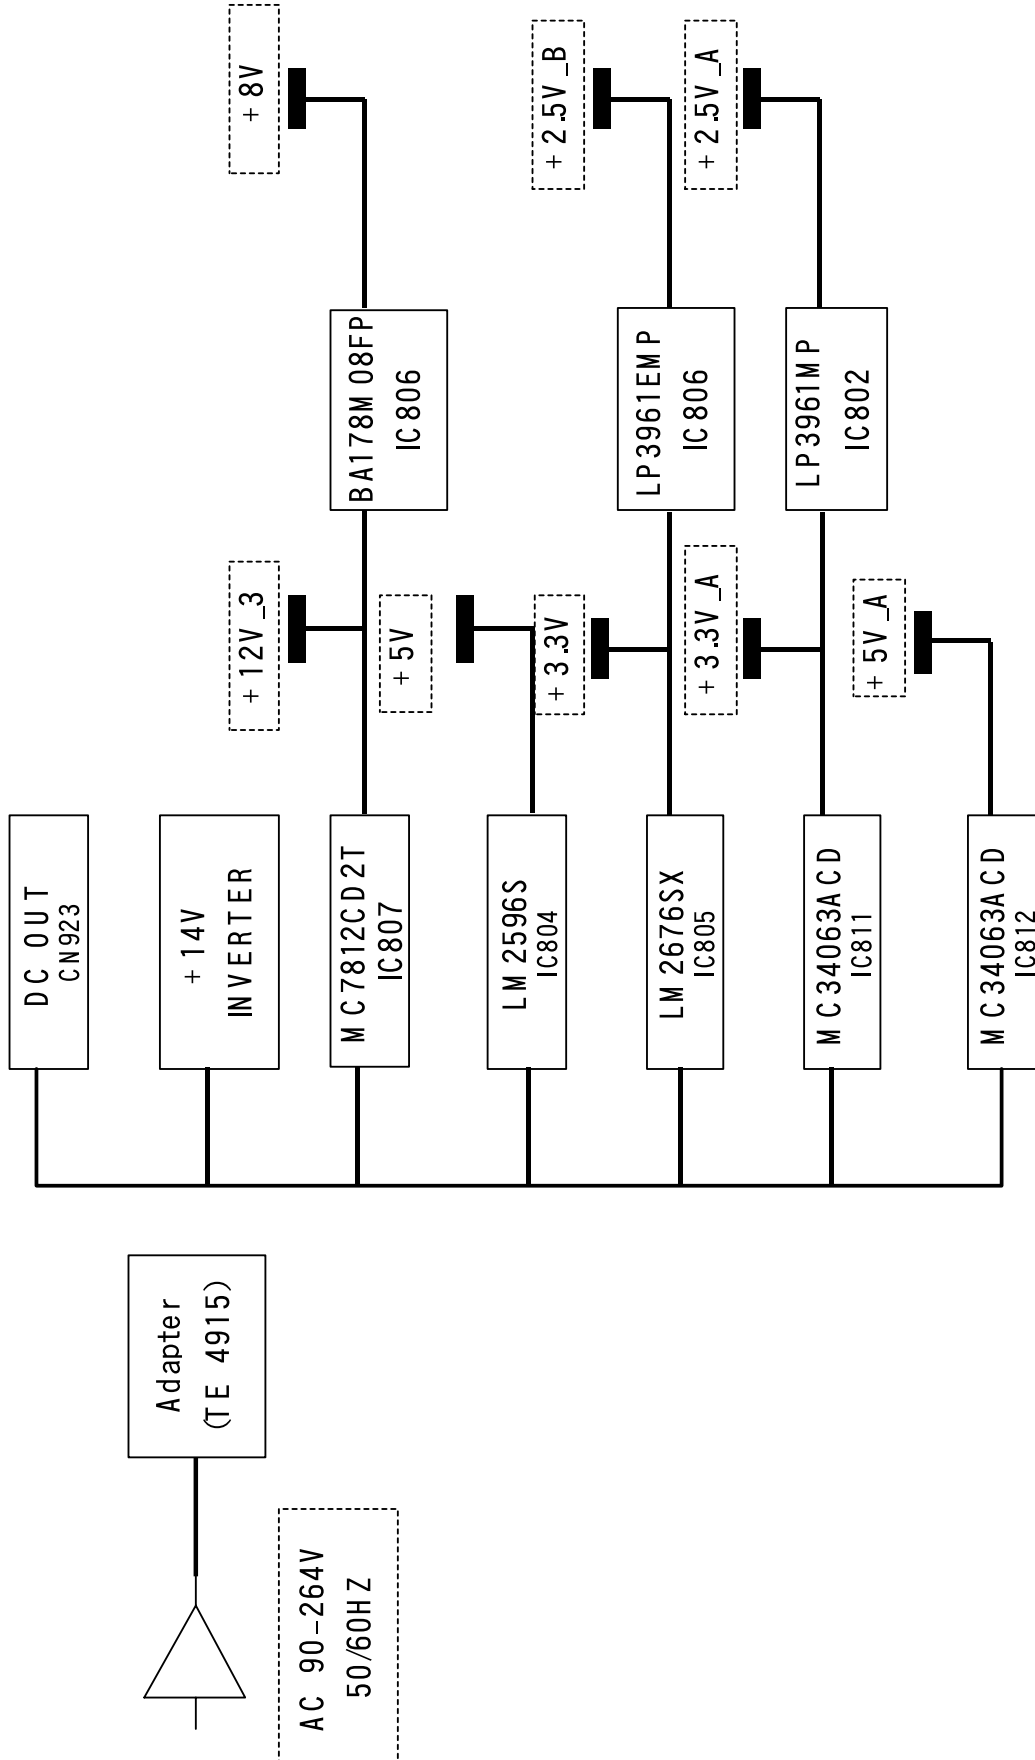 AC 90-264V
50/60HZ
Adapter
(TE 4915)
DC OUT
CN923
+14V
INVERTER
MC7812CD2T
IC807
LM2596S
IC804
LM2676SX
IC805
MC34063ACD
IC811
MC34063ACD
IC812
+12V_3
+5V
+3.3V
+3.3V_A
+5V_A
BA178M08FP
IC806
LP3961EMP
IC806
LP3961MP
IC802
+8V
+2.5V_B
+2.5V_A